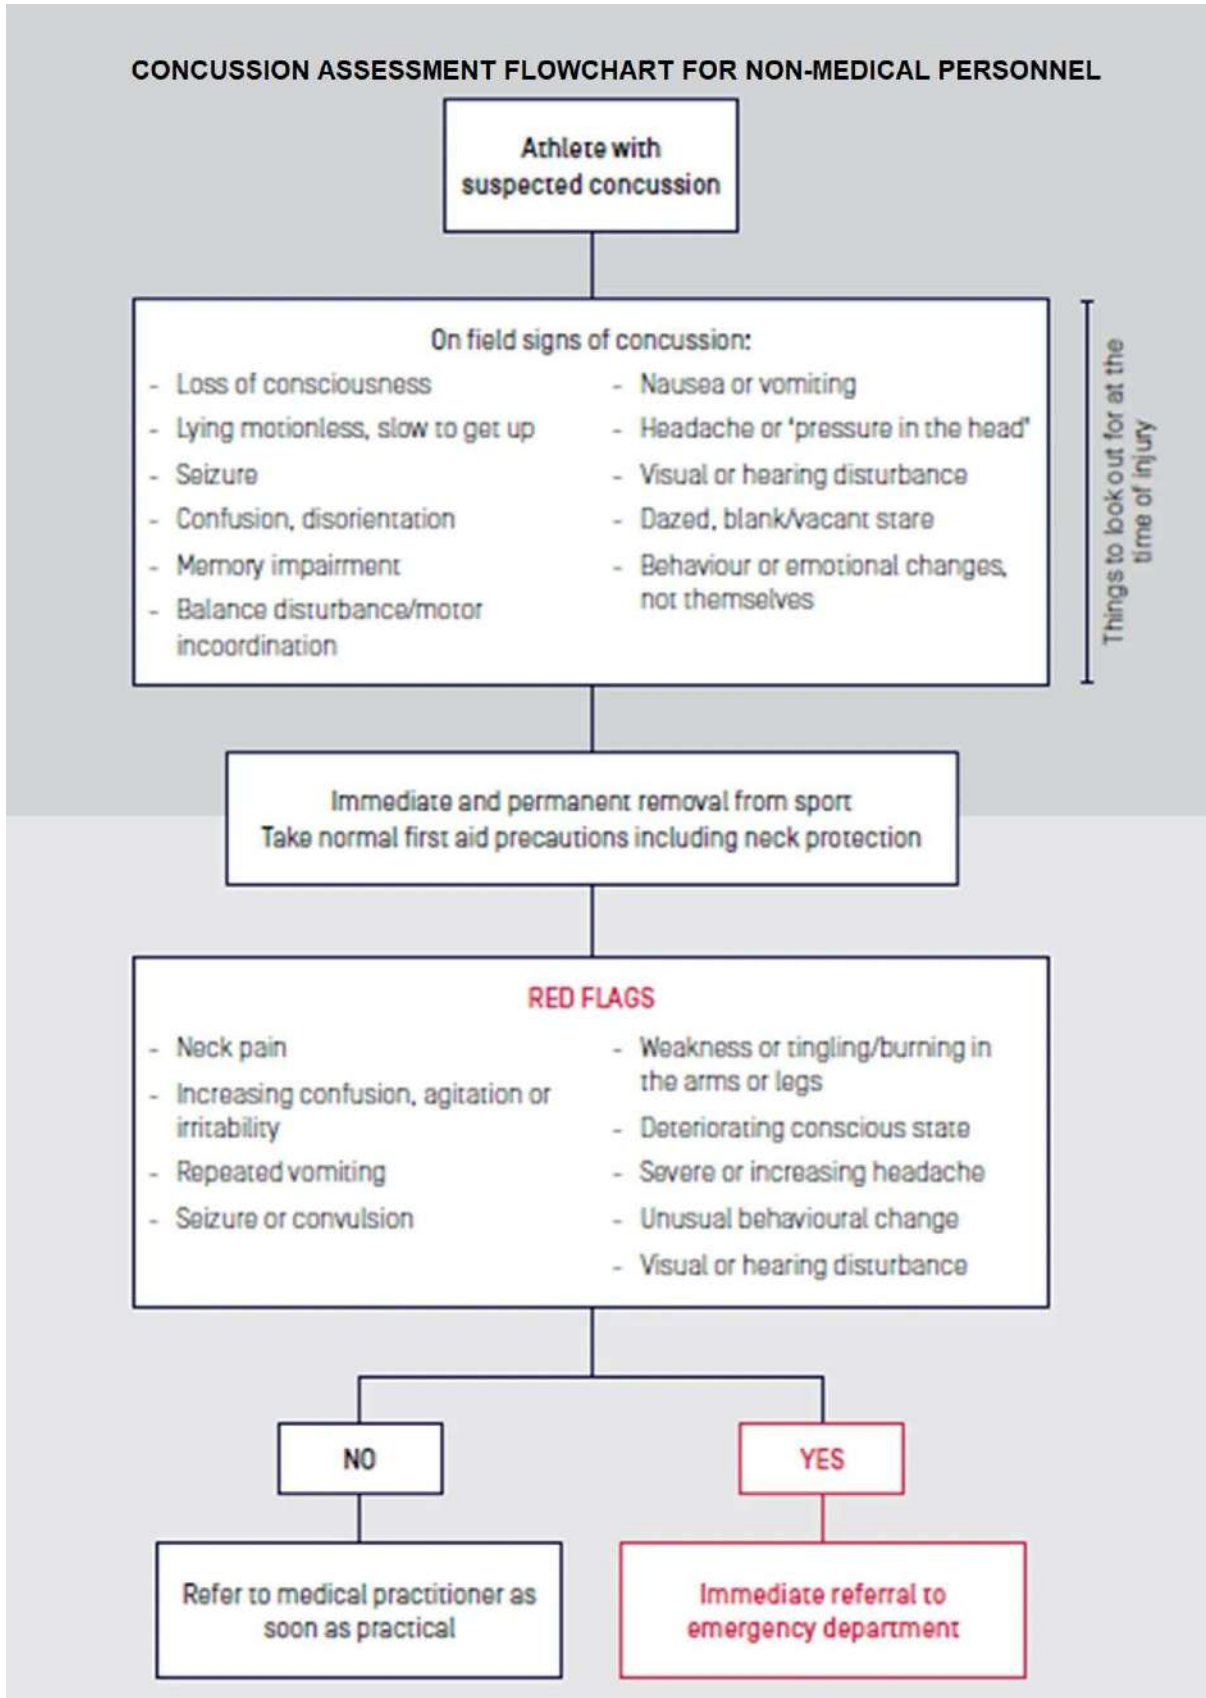 CONCUSSION ASSESSMENT FLOWCHART FOR NON-MEDICAL PERSONNEL
Athlete with
suspected concussion
On field signs of concussion:
- Loss of consciousness
- Lying motionless, slow to get up
- Seizure
- Confusion, disorientation
- Memory impairment
- Balance disturbance/motor
incoordination
- Nausea or vomiting
- Headache or 'pressure in the head'
- Visual or hearing disturbance
- Dazed, blank/vacant stare
- Behaviour or emotional changes,
not themselves
Things to look out for at the
time of injury
Immediate and permanent removal from sport
Take normal first aid precautions including neck protection
RED FLAGS
- Neck pain
- Increasing confusion, agitation or
irritability
- Repeated vomiting
- Seizure or convulsion
- Weakness or tingling/burning in
the arms or legs
- Deteriorating conscious state
- Severe or increasing headache
- Unusual behavioural change
- Visual or hearing disturbance
NO
YES
Refer to medical practitioner as
soon as practical
Immediate referral to
emergency department